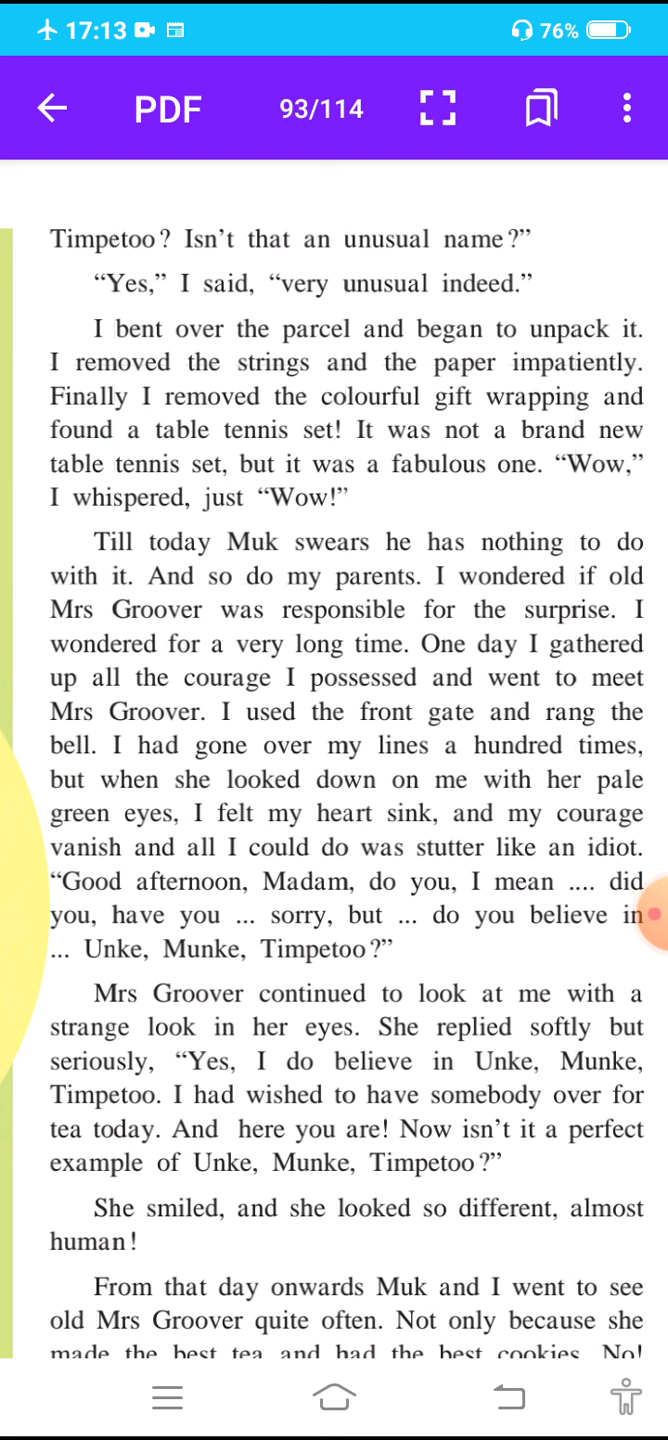 17:13
76%
PDF
93/114
Timpetoo? Isn’t that an unusual name?”
“Yes,” I said, “very unusual indeed.”
I bent over the parcel and began to unpack it.
I removed the strings and the paper impatiently.
Finally I removed the colourful gift wrapping and
found a table tennis set! It was not a brand new
table tennis set, but it was a fabulous one. “Wow,”
I whispered, just “Wow!”
Till today Muk swears he has nothing to do
with it. And so do my parents. I wondered if old
Mrs Groover was responsible for the surprise. I
wondered for a very long time. One day I gathered
up all the courage I possessed and went to meet
Mrs Groover. I used the front gate and rang the
bell. I had gone over my lines a hundred times,
but when she looked down on me with her pale
green eyes, I felt my heart sink, and my courage
vanish and all I could do was stutter like an idiot.
“Good afternoon, Madam, do you, I mean .... did
you, have you ... sorry, but ... do you believe in
... Unke, Munke, Timpetoo?”
Mrs Groover continued to look at me with a
strange look in her eyes. She replied softly but
seriously, “Yes, I do believe in Unke, Munke,
Timpetoo. I had wished to have somebody over for
tea today. And here you are! Now isn’t it a perfect
example of Unke, Munke, Timpetoo?”
She smiled, and she looked so different, almost
human!
From that day onwards Muk and I went to see
old Mrs Groover quite often. Not only because she
made the best tea and had the best cookies. No!